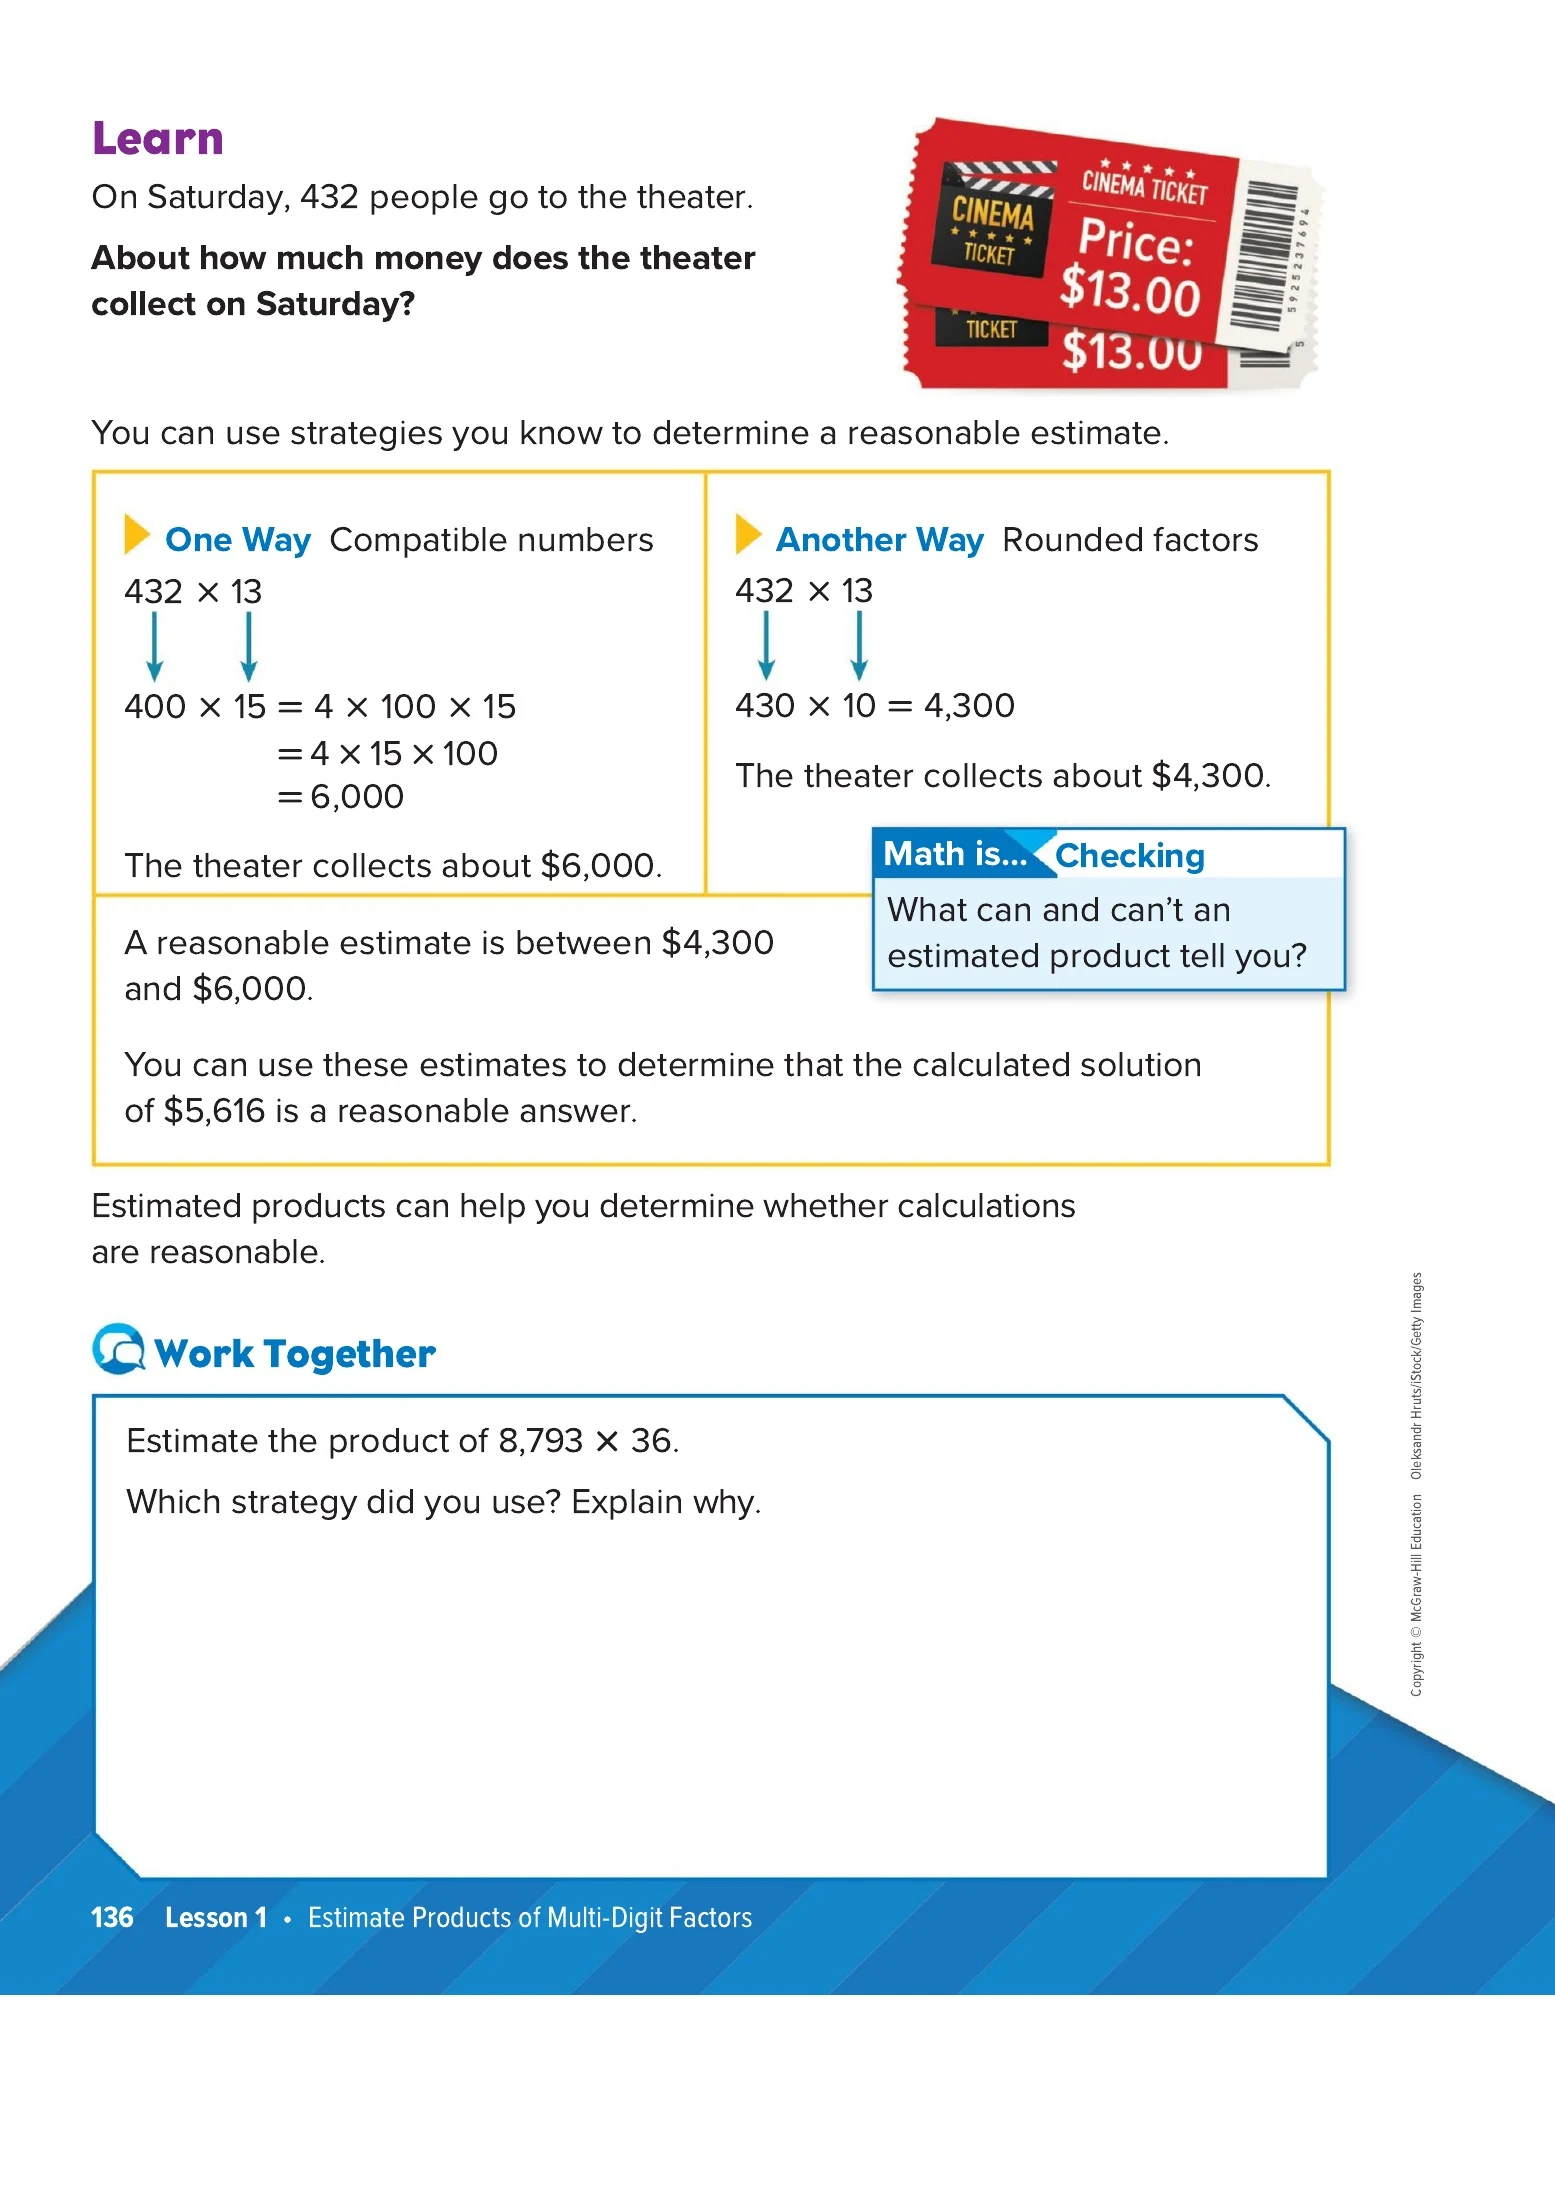 Learn
On Saturday, 432 people go to the theater.
About how much money does the theater
collect on Saturday?
CINEMA
TICKET
CINEMA TICKET
Price:
$13.00
5925237694
TICKET
$13.00
5
You can use strategies you know to determine a reasonable estimate.
One Way Compatible numbers
432 × 13
400 × 15 = 4 × 100 × 15
= 4 × 15 × 100
= 6,000
The theater collects about $6,000.
Another Way Rounded factors
432 × 13
430 × 10 = 4,300
The theater collects about $4,300.
Math is... Checking
What can and can’t an
estimated product tell you?
A reasonable estimate is between $4,300
and $6,000.
You can use these estimates to determine that the calculated solution
of $5,616 is a reasonable answer.
Estimated products can help you determine whether calculations
are reasonable.
Work Together
Estimate the product of 8,793 × 36.
Which strategy did you use? Explain why.
Copyright © McGraw-Hill Education Oleksandr Hruts/iStock/Getty Images
136 Lesson 1 • Estimate Products of Multi-Digit Factors